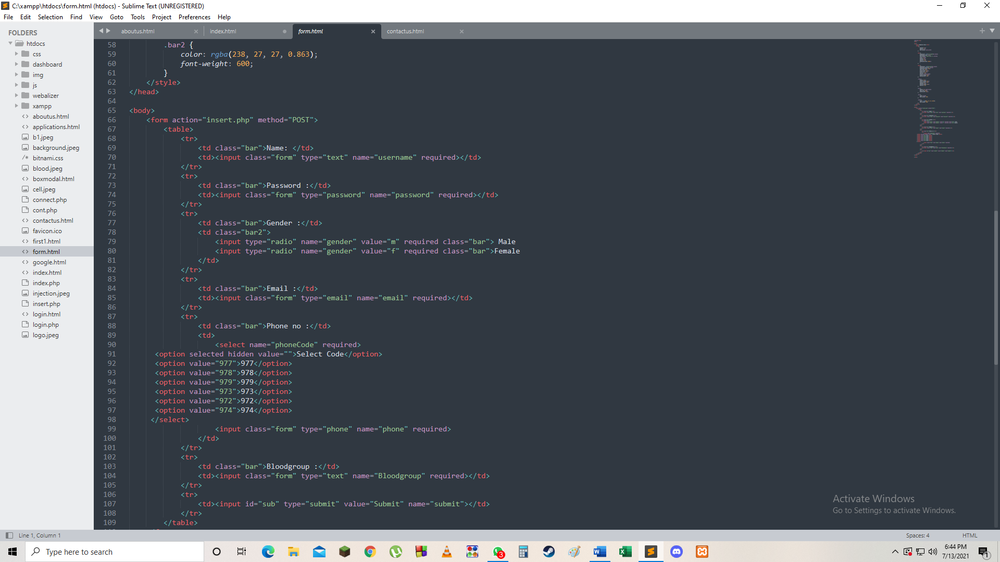 C:\xampp\htdocs\form.html (htdocs) - Sublime Text (UNREGISTERED)
File Edit Selection Find View Goto Tools Project Preferences Help
FOLDERS
htdocs
css
dashboard
img
js
webalizer
xampp
aboutus.html
applications.html
b1.jpeg
background.jpeg
/* bitnami.css
blood.jpeg
boxmodal.html
cell.jpeg
connect.php
cont.php
contactus.html
favicon.ico
first1.html
form.html
google.html
index.html
index.php
injection.jpeg
insert.php
login.html
login.php
logo.jpeg
aboutus.html index.html form.html contactus.html
58 .bar2 {
59 color: rgba(238, 27, 27, 0.863);
60 font-weight: 600;
61 }
62 </style>
63 </head>
64
65 <body>
66 <form action="insert.php" method="POST">
67 <table>
68 <tr>
69 <td class="bar">Name: </td>
70 <td><input class="form" type="text" name="username" required></td>
71 </tr>
72 <tr>
73 <td class="bar">Password :</td>
74 <td><input class="form" type="password" name="password" required></td>
75 </tr>
76 <tr>
77 <td class="bar">Gender :</td>
78 <td class="bar2">
79 <input type="radio" name="gender" value="m" required class="bar"> Male
80 <input type="radio" name="gender" value="f" required class="bar">Female
81 </td>
82 </tr>
83 <tr>
84 <td class="bar">Email :</td>
85 <td><input class="form" type="email" name="email" required></td>
86 </tr>
87 <tr>
88 <td class="bar">Phone no :</td>
89 <td>
90 <select name="phoneCode" required>
91 <option selected hidden value="">Select Code</option>
92 <option value="977">977</option>
93 <option value="978">978</option>
94 <option value="979">979</option>
95 <option value="973">973</option>
96 <option value="972">972</option>
97 <option value="974">974</option>
98 </select>
99 <input class="form" type="phone" name="phone" required>
100 </td>
101 </tr>
102 <tr>
103 <td class="bar">Bloodgroup :</td>
104 <td><input class="form" type="text" name="Bloodgroup" required></td>
105 </tr>
106 <tr>
107 <td><input id="sub" type="submit" value="Submit" name="submit"></td>
108 </tr>
109 </table>
Activate Windows
Go to Settings to activate Windows.
Line 1, Column 1
Spaces: 4
HTML
Type here to search
3
6:44 PM
7/13/2021
1